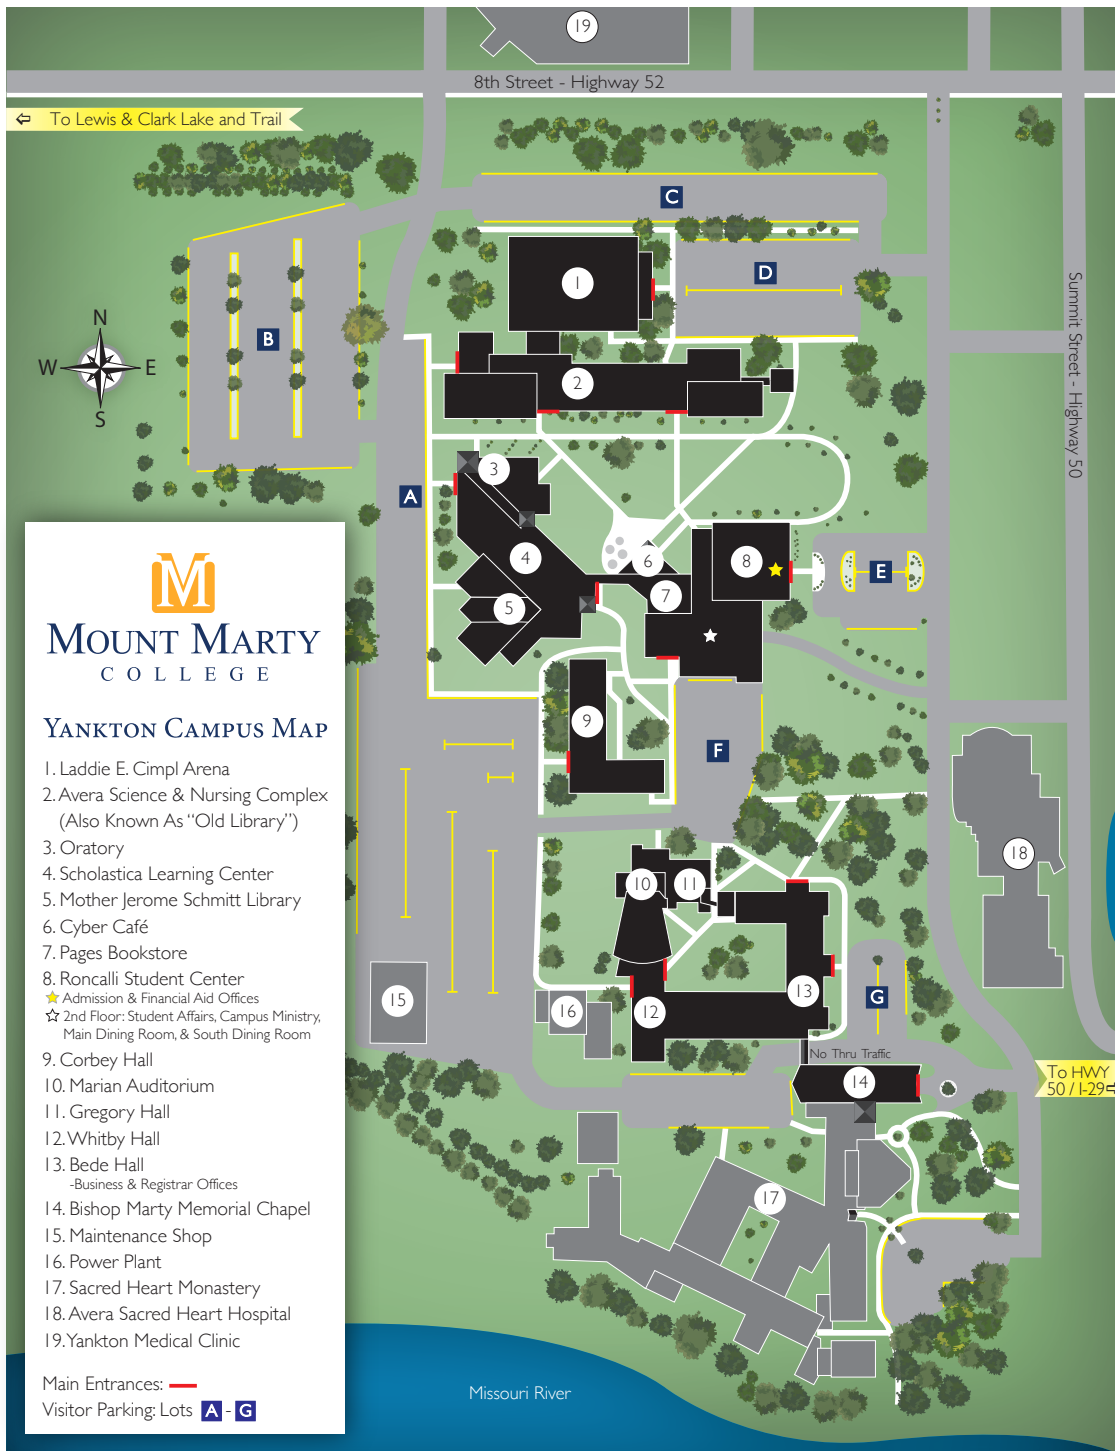 19
8th Street - Highway 52
To Lewis & Clark Lake and Trail
C
1
D
B
N
W E
S
2
Summit Street - Highway 50
3
A
4
6
8
E
7
5
9
F
18
10
11
15
16
12
13
G
No Thru Traffic
14
To HWY
50 / I-29
17
Missouri River
M
MOUNT MARTY
COLLEGE
YANKTON CAMPUS MAP
1. Laddie E. Cimpl Arena
2. Avera Science & Nursing Complex
(Also Known As “Old Library”)
3. Oratory
4. Scholastica Learning Center
5. Mother Jerome Schmitt Library
6. Cyber Café
7. Pages Bookstore
8. Roncalli Student Center
Admission & Financial Aid Offices
2nd Floor: Student Affairs, Campus Ministry,
Main Dining Room, & South Dining Room
9. Corbey Hall
10. Marian Auditorium
11. Gregory Hall
12. Whitby Hall
13. Bede Hall
-Business & Registrar Offices
14. Bishop Marty Memorial Chapel
15. Maintenance Shop
16. Power Plant
17. Sacred Heart Monastery
18. Avera Sacred Heart Hospital
19. Yankton Medical Clinic
Main Entrances:
Visitor Parking: Lots A - G